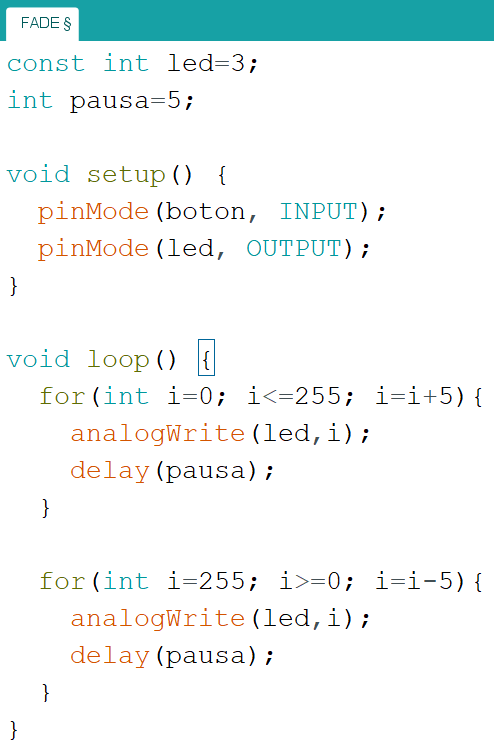 FADE §
const int led=3;
int pausa=5;
void setup() {
pinMode(boton, INPUT);
pinMode(led, OUTPUT);
}
void loop() {
for(int i=0; i<=255; i=i+5){
analogWrite(led,i);
delay(pausa);
}
for(int i=255; i>=0; i=i-5){
analogWrite(led,i);
delay(pausa);
}
}